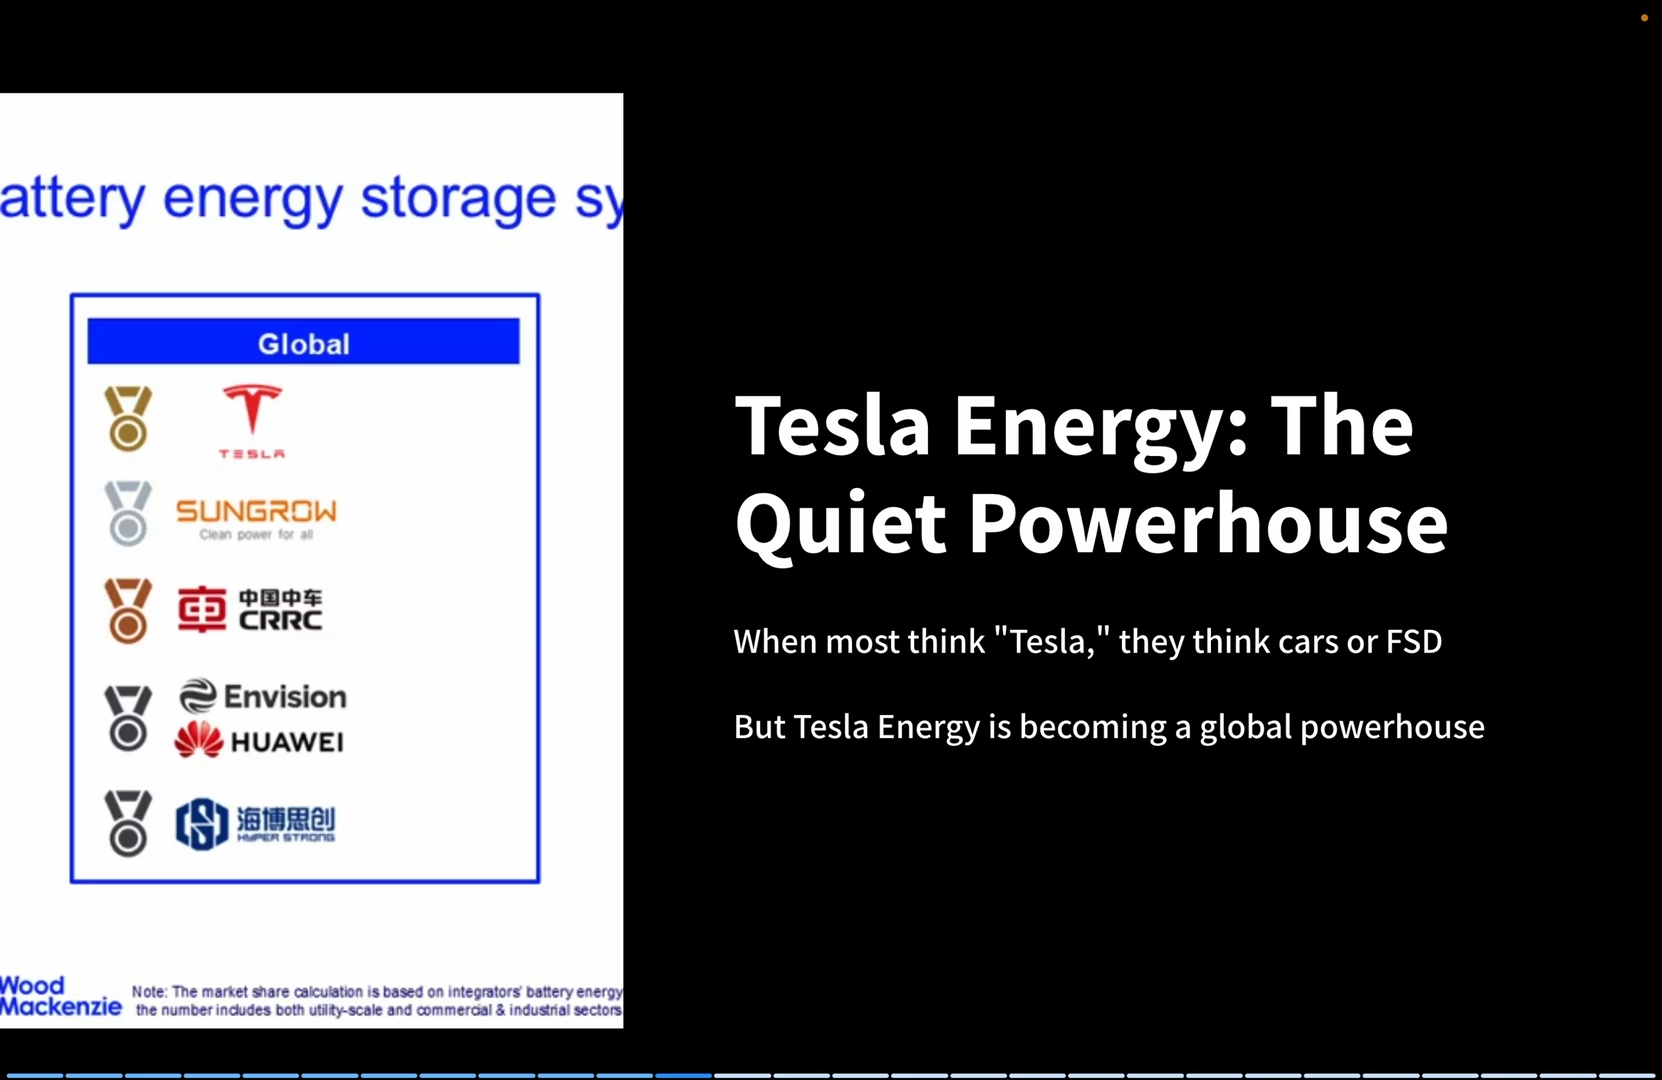 attery energy storage sy
Global
TESLA
SUNGROW
Clean power for all
中国中车
CRRC
Envision
HUAWEI
海博思创
HYPER STRONG
Wood
Mackenzie
Note: The market share calculation is based on integrators' battery energy
the number includes both utility-scale and commercial & industrial sectors
Tesla Energy: The
Quiet Powerhouse
When most think "Tesla," they think cars or FSD
But Tesla Energy is becoming a global powerhouse